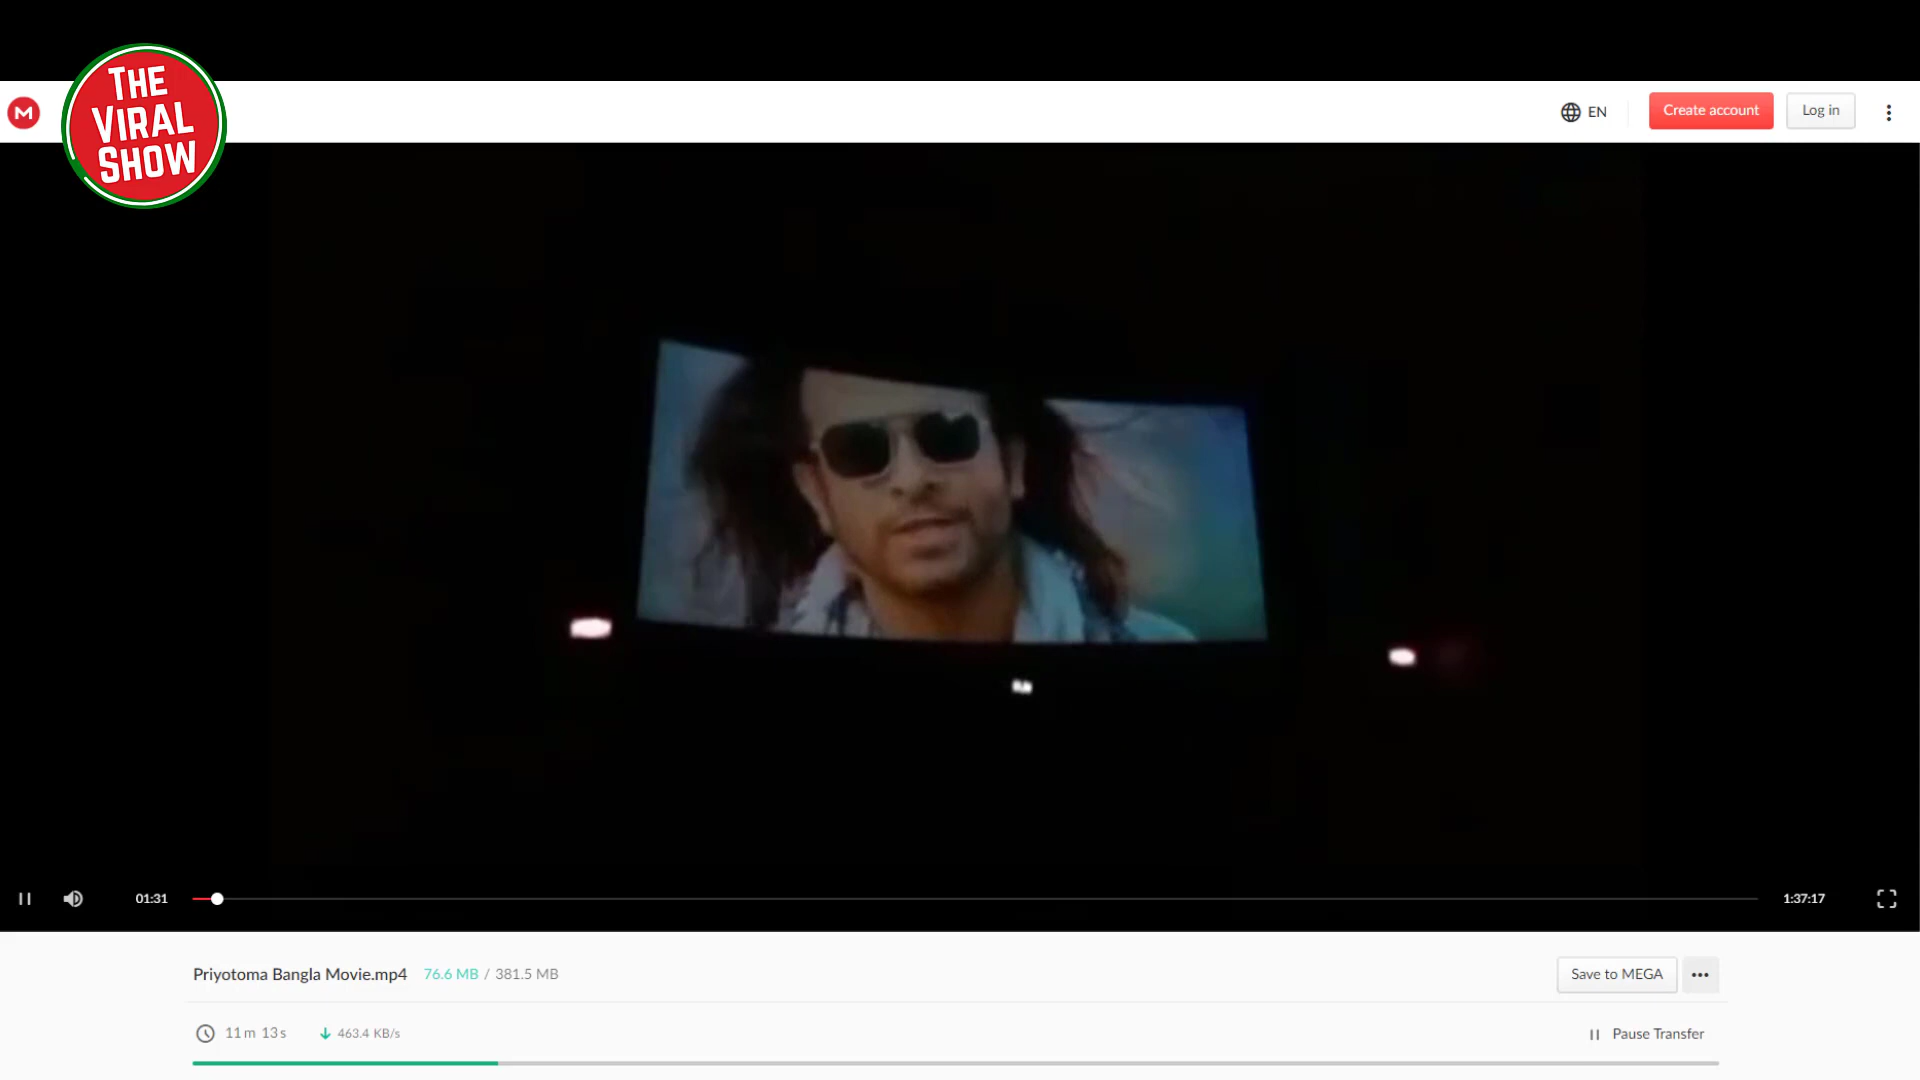 THE
VIRAL
SHOW
M
EN
Create account
Log in
01:31
1:37:17
Priyotoma Bangla Movie.mp4 76.6 MB / 381.5 MB
Save to MEGA
11 m 13 s 463.4 KB/s
Pause Transfer